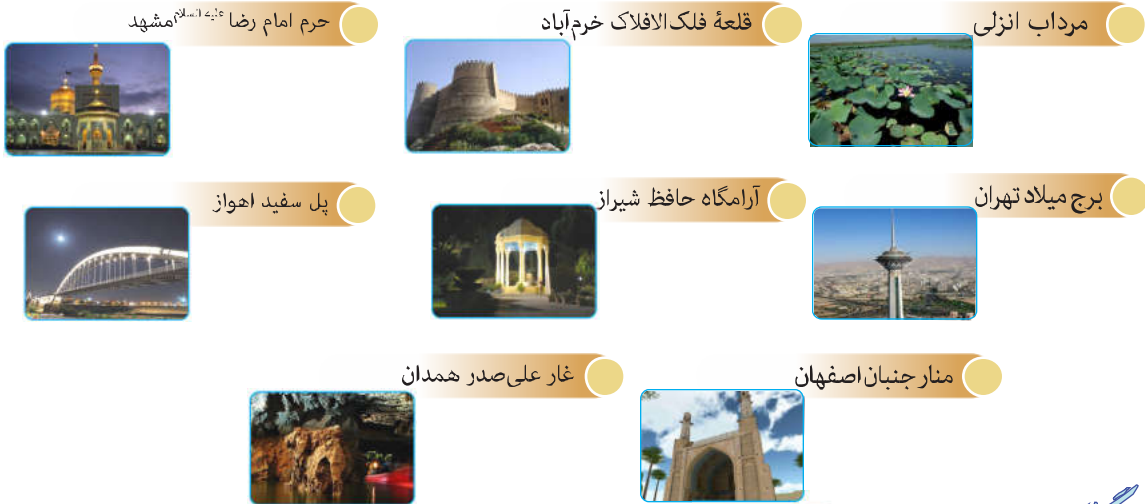 مرداب انزلی
قلعهٔ فلک‌الافلاک خرم‌آباد
حرم امام رضا علیه السلام مشهد
برج میلاد تهران
آرامگاه حافظ شیراز
پل سفید اهواز
منار جنبان اصفهان
غار علی‌صدر همدان